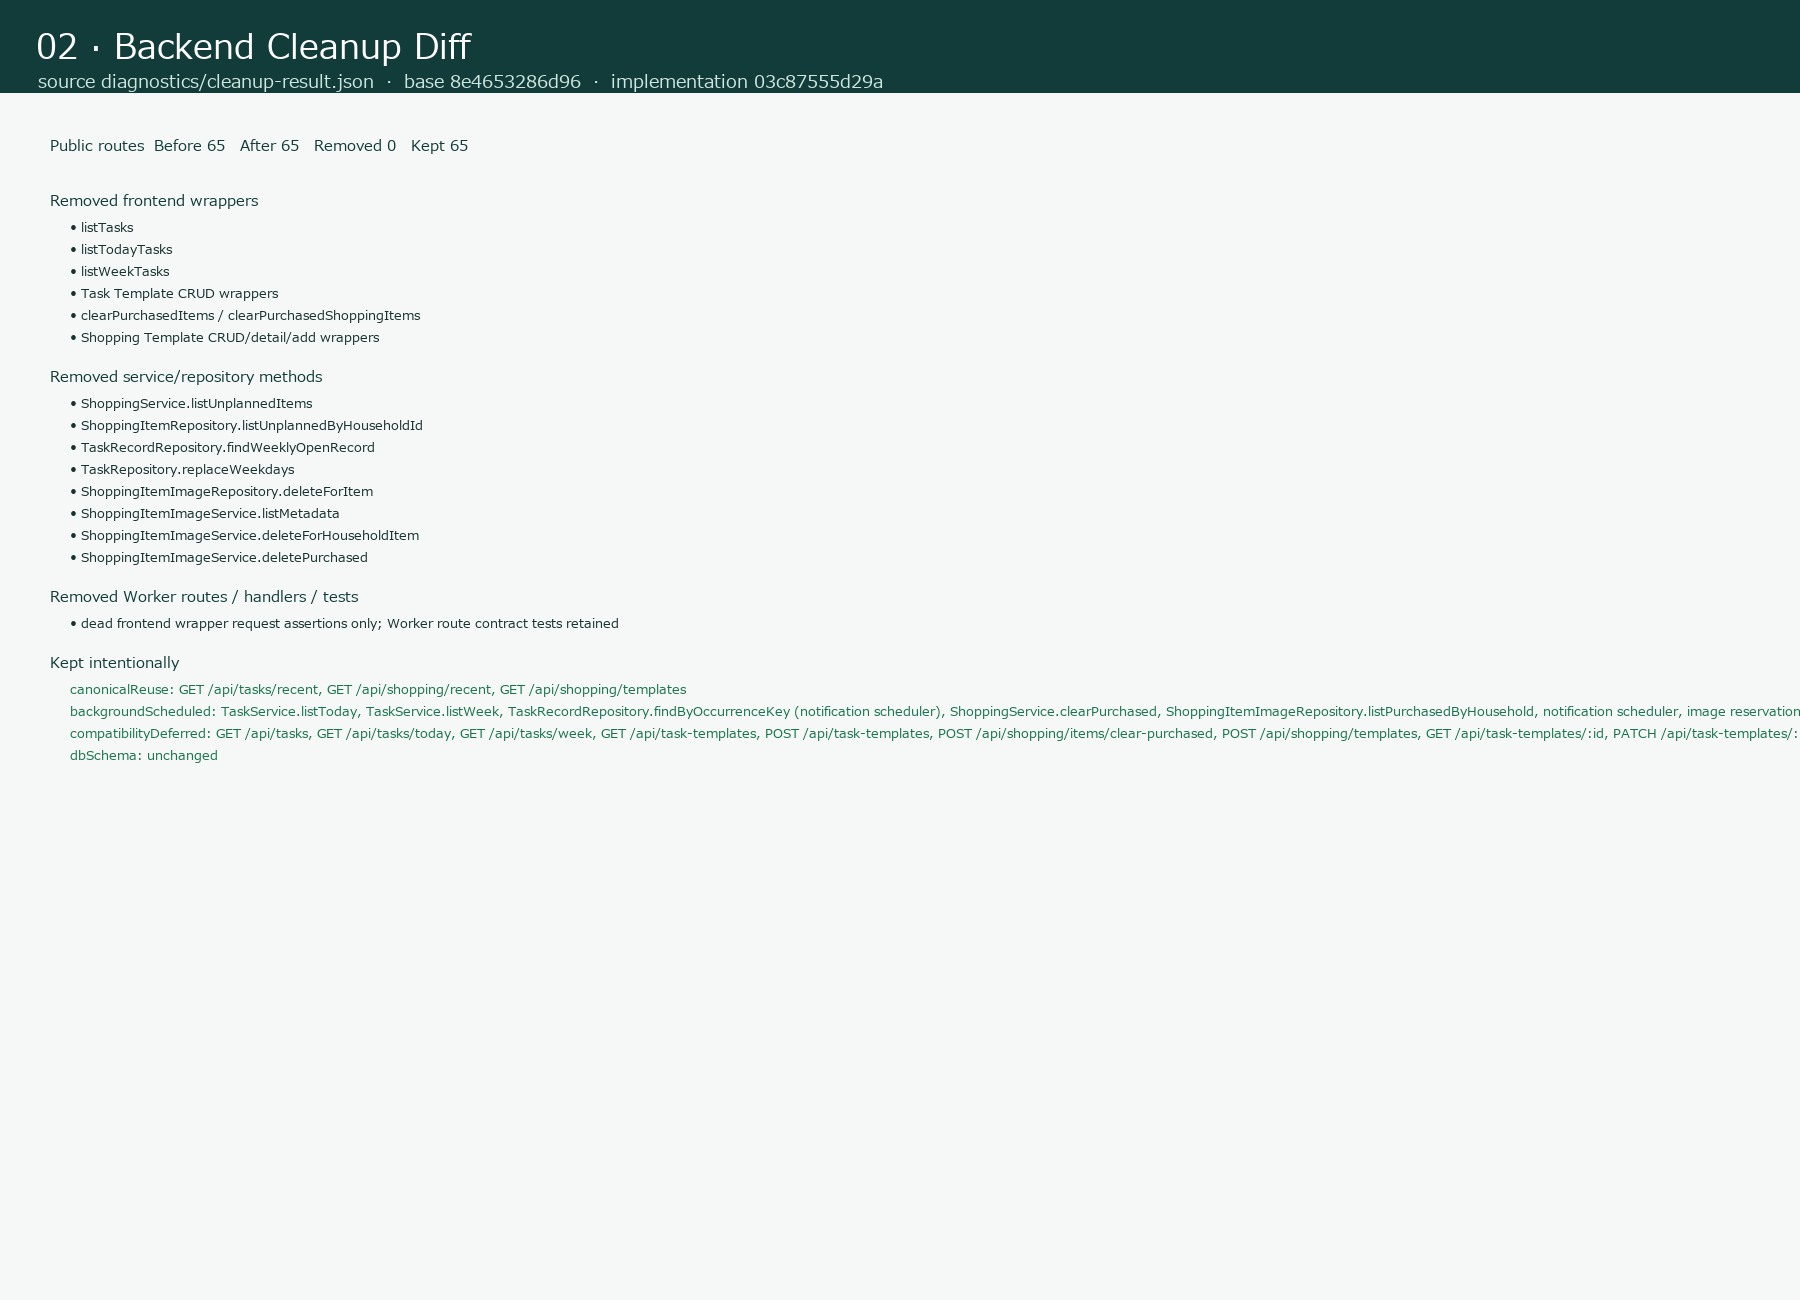 02 · Backend Cleanup Diff
source diagnostics/cleanup-result.json · base 8e4653286d96 · implementation 03c87555d29a
Public routes Before 65 After 65 Removed 0 Kept 65
Removed frontend wrappers
• listTasks
• listTodayTasks
• listWeekTasks
• Task Template CRUD wrappers
• clearPurchasedItems / clearPurchasedShoppingItems
• Shopping Template CRUD/detail/add wrappers
Removed service/repository methods
• ShoppingService.listUnplannedItems
• ShoppingItemRepository.listUnplannedByHouseholdId
• TaskRecordRepository.findWeeklyOpenRecord
• TaskRepository.replaceWeekdays
• ShoppingItemImageRepository.deleteForItem
• ShoppingItemImageService.listMetadata
• ShoppingItemImageService.deleteForHouseholdItem
• ShoppingItemImageService.deletePurchased
Removed Worker routes / handlers / tests
• dead frontend wrapper request assertions only; Worker route contract tests retained
Kept intentionally
canonicalReuse: GET /api/tasks/recent, GET /api/shopping/recent, GET /api/shopping/templates
backgroundScheduled: TaskService.listToday, TaskService.listWeek, TaskRecordRepository.findByOccurrenceKey (notification scheduler), ShoppingService.clearPurchased, ShoppingItemImageRepository.listPurchasedByHousehold, notification scheduler, image reservation
compatibilityDeferred: GET /api/tasks, GET /api/tasks/today, GET /api/tasks/week, GET /api/task-templates, POST /api/task-templates, POST /api/shopping/items/clear-purchased, POST /api/shopping/templates, GET /api/task-templates/:id, PATCH /api/task-templates/:
dbSchema: unchanged